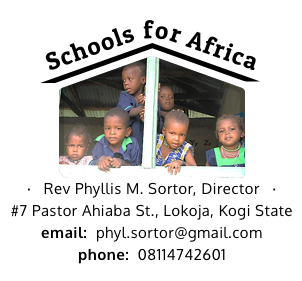 Schools for Africa
· Rev Phyllis M. Sortor, Director ·
#7 Pastor Ahiaba St., Lokoja, Kogi State
email: phyl.sortor@gmail.com
phone: 08114742601